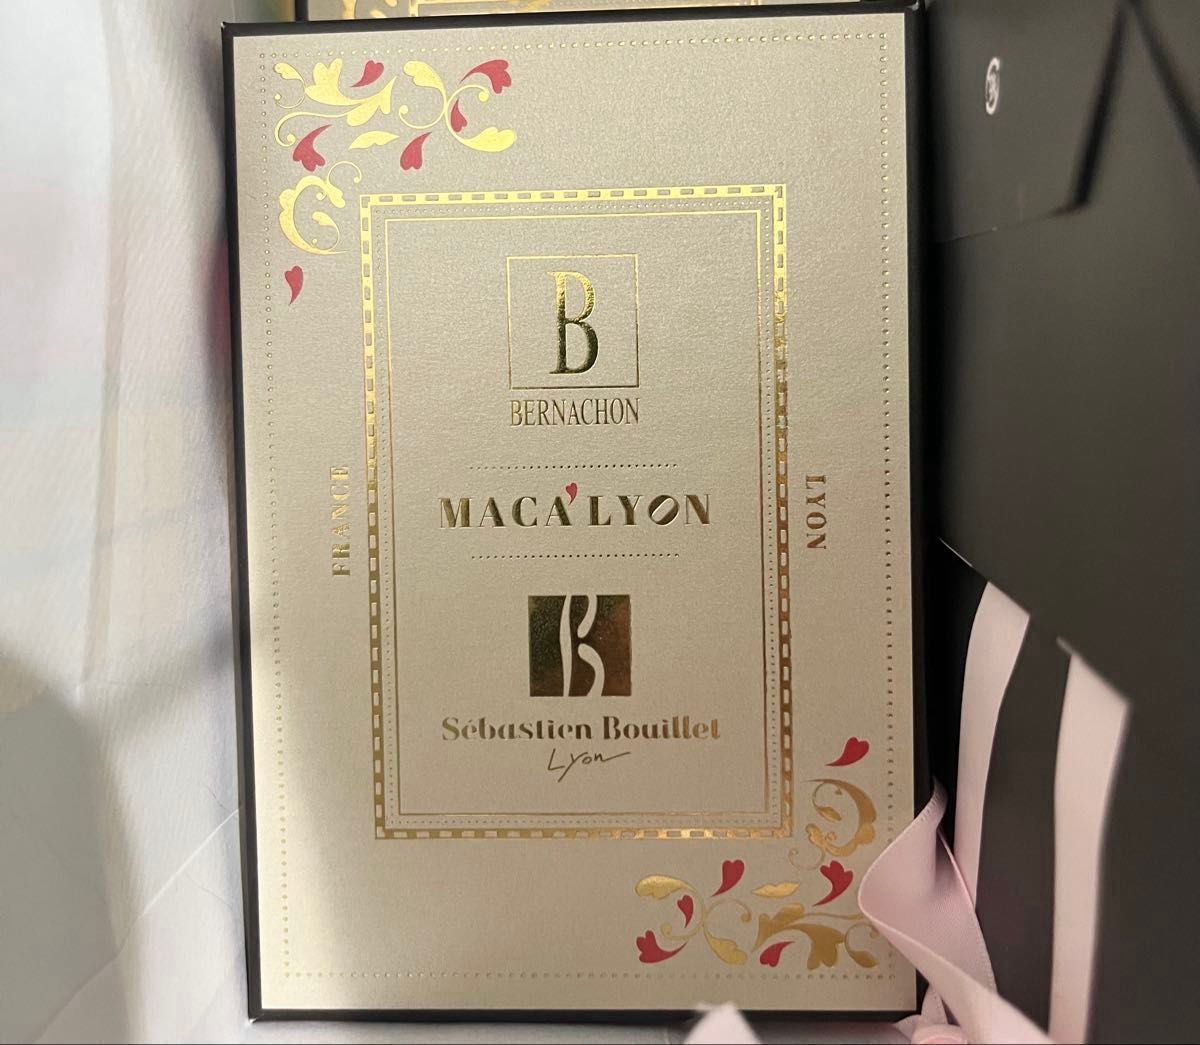 B
BERNACHON
FRANCE
MACA'LYON
LYON
B
Sébastien Bouillet
Lyon